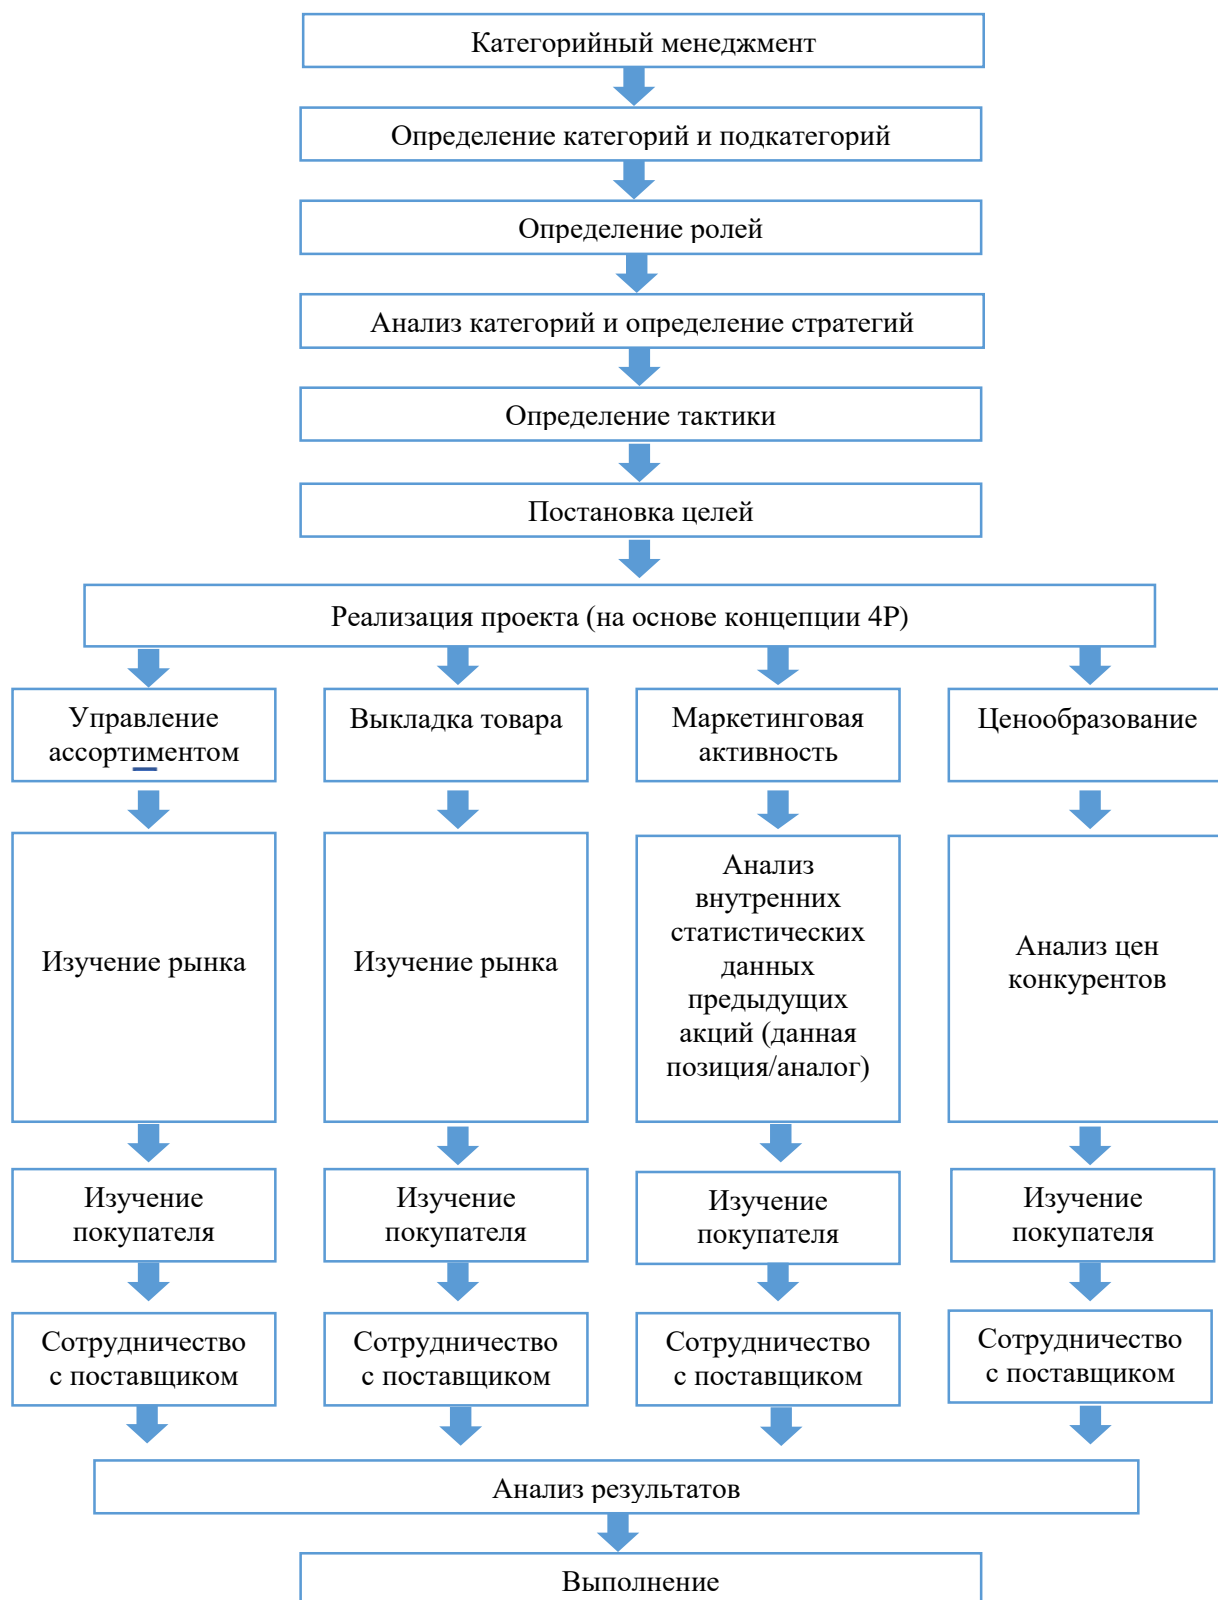 Категорийный менеджмент
Определение категорий и подкатегорий
Определение ролей
Анализ категорий и определение стратегий
Определение тактики
Постановка целей
Реализация проекта (на основе концепции 4P)
Управление
ассортиментом
Выкладка товара
Маркетинговая
активность
Ценообразование
Изучение рынка
Изучение рынка
Анализ
внутренних
статистических
данных
предыдущих
акций (данная
позиция/аналог)
Анализ цен
конкурентов
Изучение
покупателя
Изучение
покупателя
Изучение
покупателя
Изучение
покупателя
Сотрудничество
с поставщиком
Сотрудничество
с поставщиком
Сотрудничество
с поставщиком
Сотрудничество
с поставщиком
Анализ результатов
Выполнение